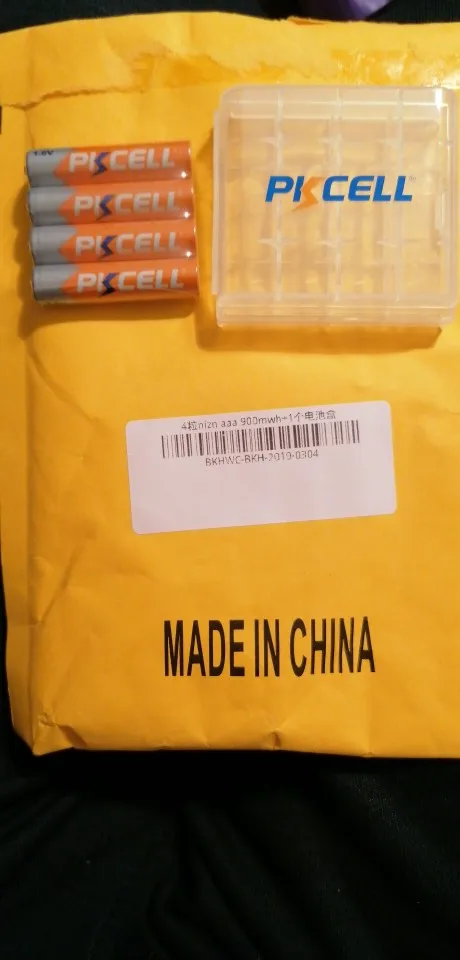 1.6V PKCELL
PKCELL
PKCELL
PKCELL
PKCELL®
4粒nizn aaa 900mwh+1个电池盒
BKHWC-BKH-2019-0304
MADE IN CHINA